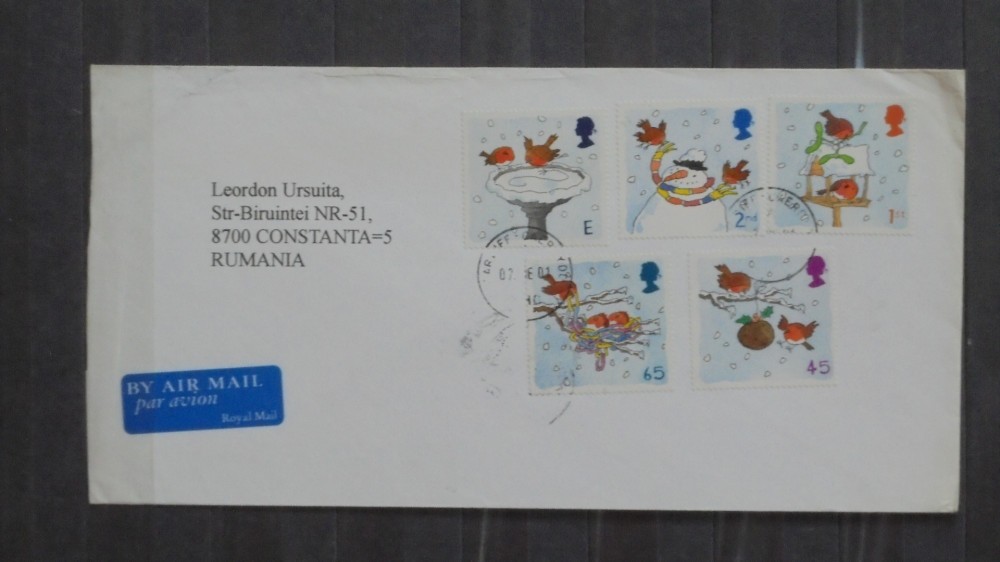 Leordon Ursuita,
Str-Biruintei NR-51,
8700 CONSTANTA=5
RUMANIA
BY AIR MAIL
par avion
Royal Mail
E
2nd
1st
65
45